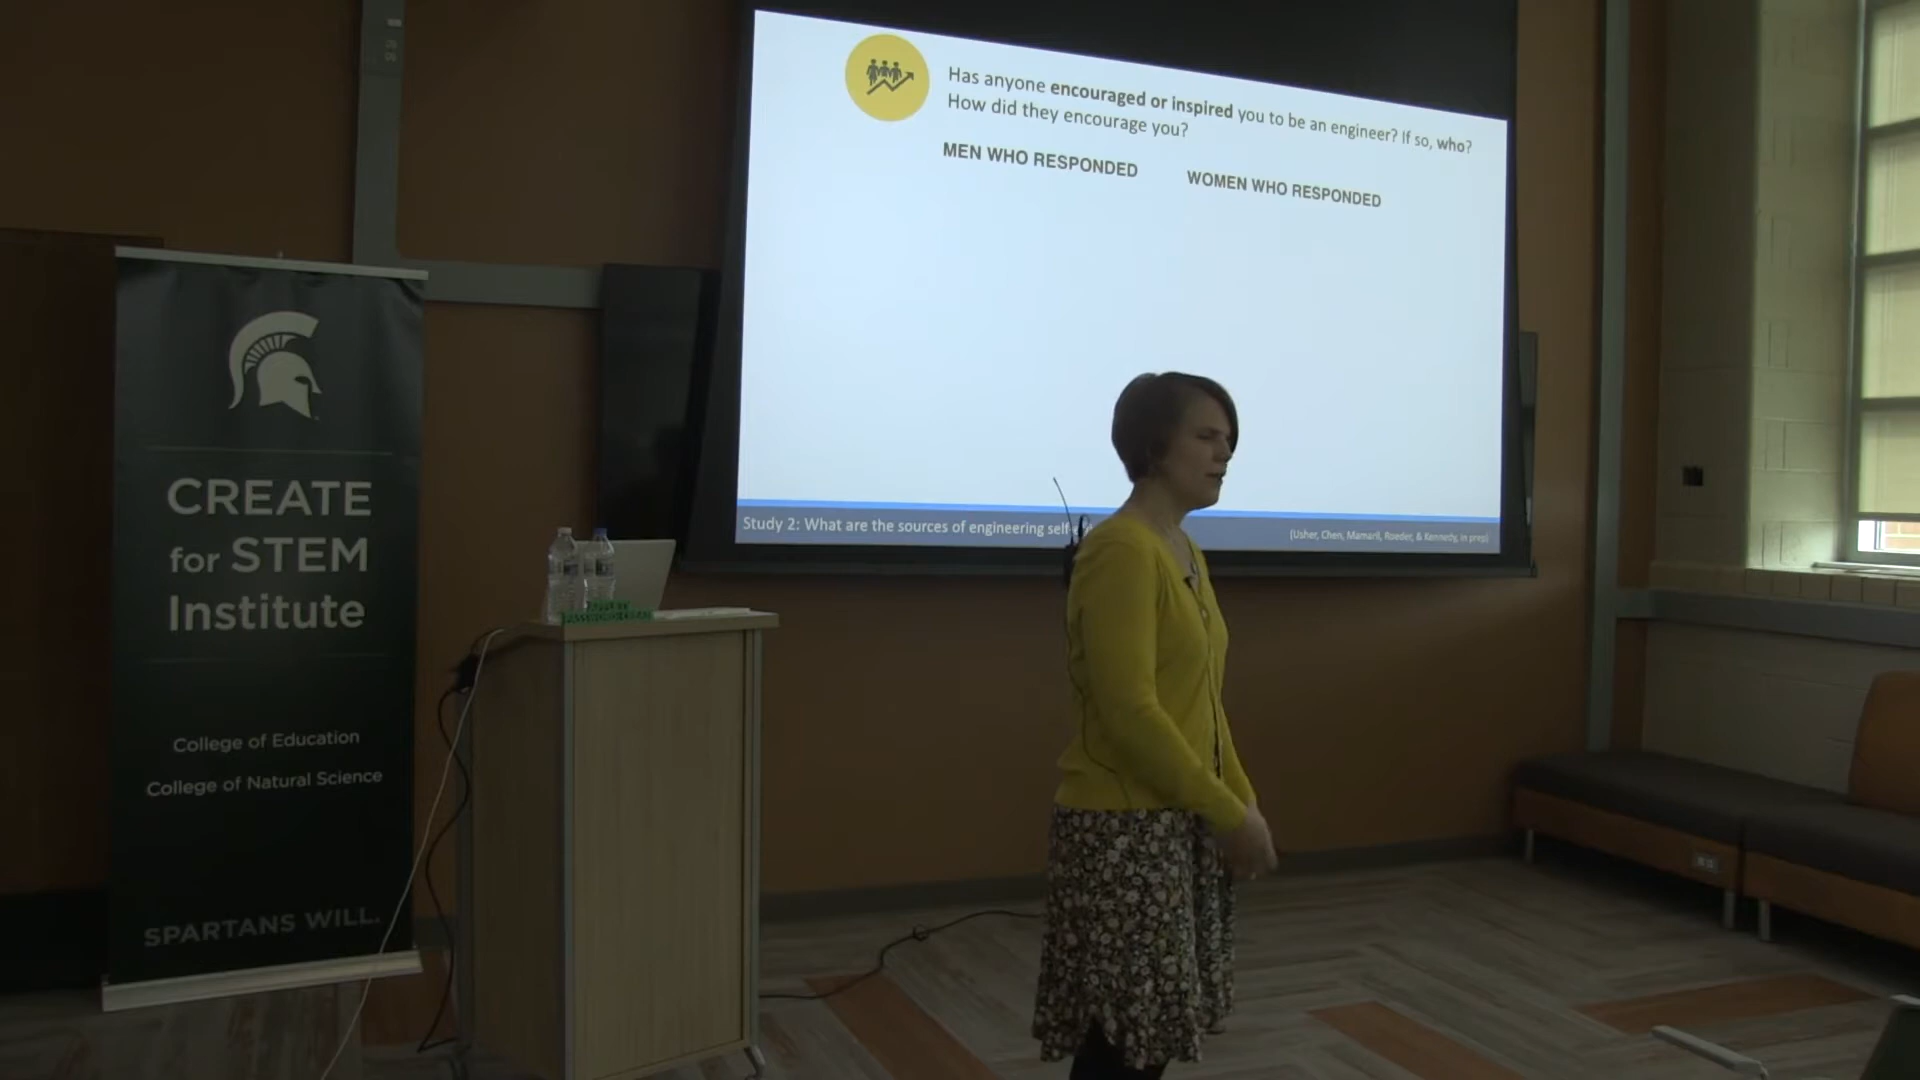 Has anyone encouraged or inspired you to be an engineer? If so, who?
How did they encourage you?
MEN WHO RESPONDED
WOMEN WHO RESPONDED
Study 2: What are the sources of engineering self
(Usher, Chen, Mamaril, Roeder, & Kennedy, in prep)
CREATE
for STEM
Institute
College of Education
College of Natural Science
SPARTANS WILL.